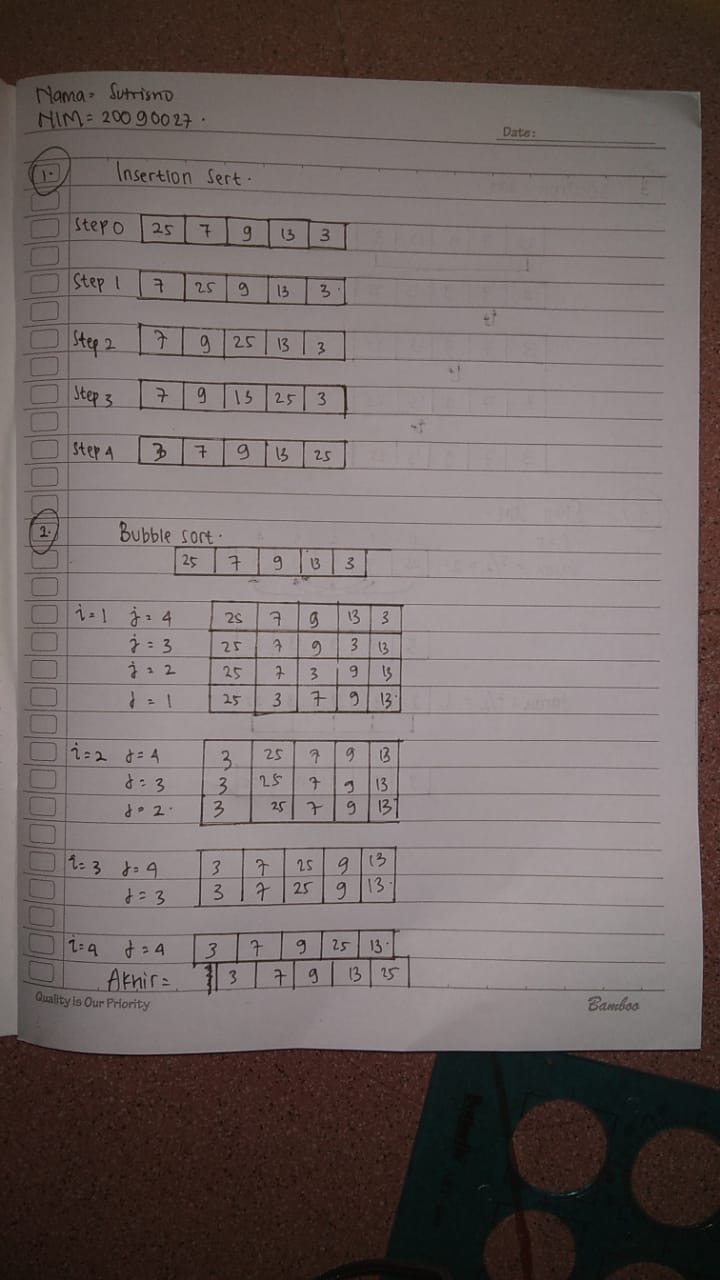 Nama = Sutrisno
NIM = 20090027.
Date:
1. Insertion Sert.
Step 0 25 7 9 13 3
Step 1 7 25 9 13 3
Step 2 7 9 25 13 3
Step 3 7 9 13 25 3
Step 4 3 7 9 13 25
2. Bubble sort.
25 7 9 13 3
i=1 j=4 25 7 9 13 3
j=3 25 7 9 3 13
j=2 25 7 3 9 13
j=1 25 3 7 9 13
i=2 j=4 3 25 7 9 13
j=3 3 25 7 9 13
j=2 3 25 7 9 13
i=3 j=4 3 7 25 9 13
j=3 3 7 25 9 13
i=4 j=4 3 7 9 25 13
Akhir = 3 7 9 13 25
Quality is Our Priority
Bamboo